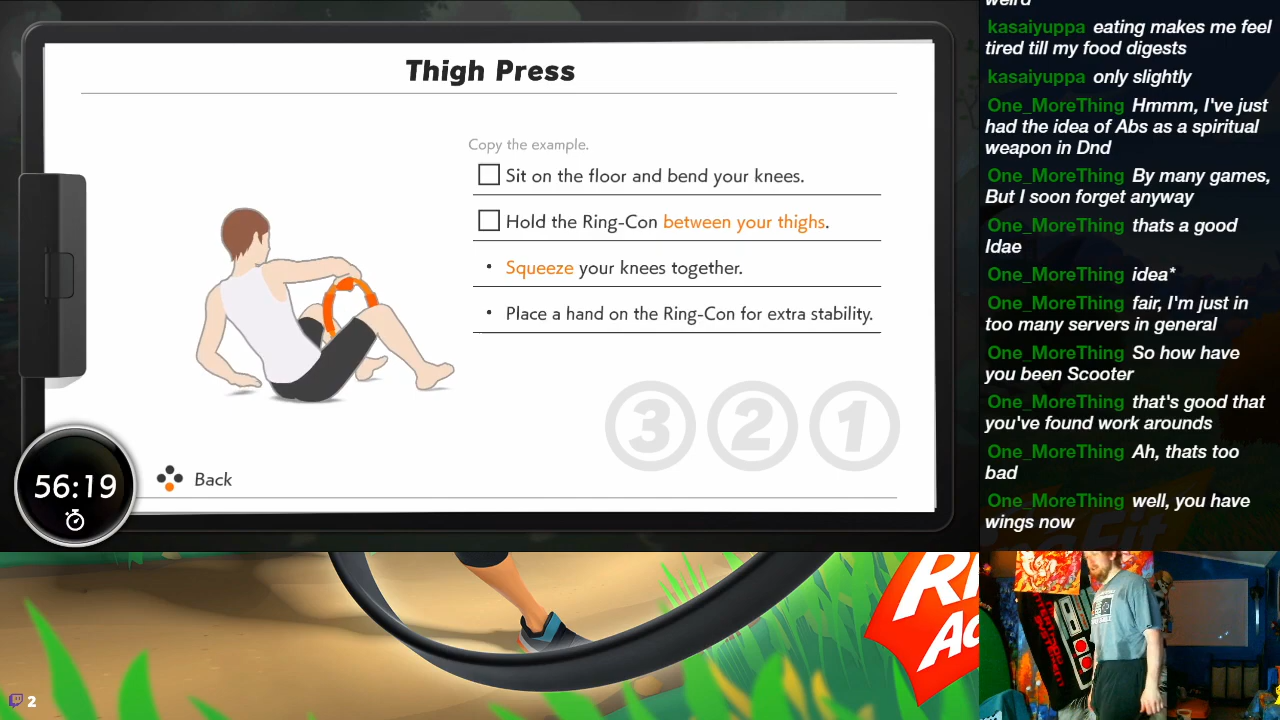 Thigh Press
Copy the example.
Sit on the floor and bend your knees.
Hold the Ring-Con between your thighs.
• Squeeze your knees together.
• Place a hand on the Ring-Con for extra stability.
3 2 1
56:19
Back
2
weird
kasaiyuppa eating makes me feel
tired till my food digests
kasaiyuppa only slightly
One_MoreThing Hmmm, I've just
had the idea of Abs as a spiritual
weapon in Dnd
One_MoreThing By many games,
But I soon forget anyway
One_MoreThing thats a good
Idae
One_MoreThing idea*
One_MoreThing fair, I'm just in
too many servers in general
One_MoreThing So how have
you been Scooter
One_MoreThing that's good that
you've found work arounds
One_MoreThing Ah, thats too
bad
One_MoreThing well, you have
wings now